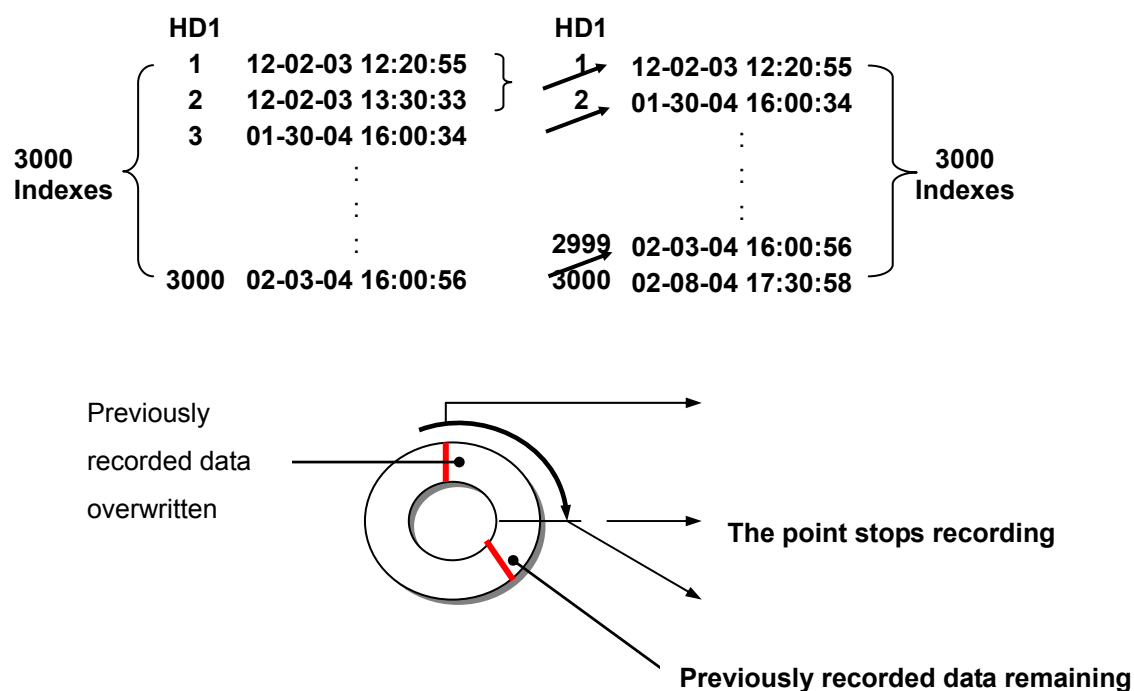 HD1 HD1
1 12-02-03 12:20:55 1 12-02-03 12:20:55
2 12-02-03 13:30:33 2 01-30-04 16:00:34
3 01-30-04 16:00:34
3000
Indexes
3000
Indexes
2999 02-03-04 16:00:56
3000 02-03-04 16:00:56 3000 02-08-04 17:30:58
Previously
recorded data
overwritten
The point stops recording
Previously recorded data remaining